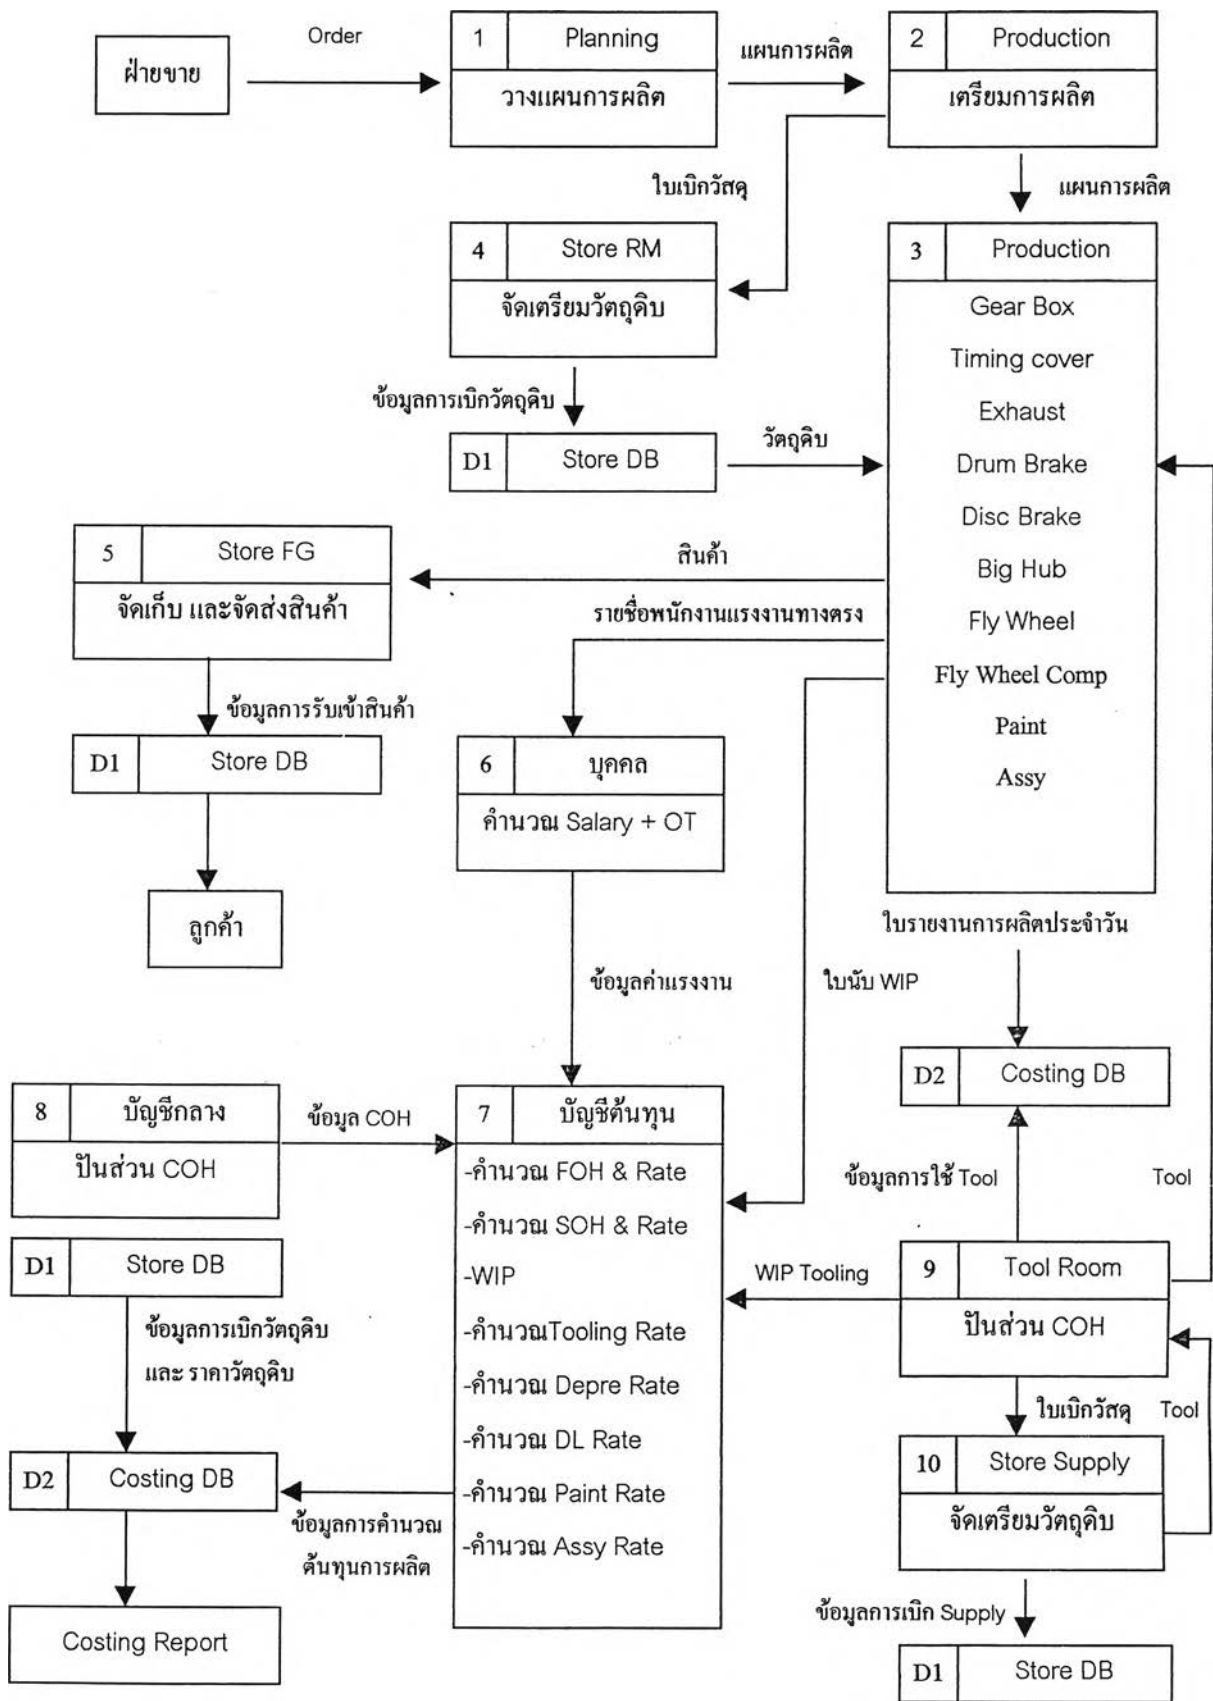 ฝ่ายขาย
Order
1 Planning
วางแผนการผลิต
แผนการผลิต
2 Production
เตรียมการผลิต
ใบเบิกวัสดุ
แผนการผลิต
4 Store RM
จัดเตรียมวัตถุดิบ
3 Production
Gear Box
Timing cover
Exhaust
Drum Brake
Disc Brake
Big Hub
Fly Wheel
Fly Wheel Comp
Paint
Assy
ข้อมูลการเบิกวัตถุดิบ
D1 Store DB
วัตถุดิบ
5 Store FG
จัดเก็บ และจัดส่งสินค้า
สินค้า
รายชื่อพนักงานแรงงานทางตรง
ข้อมูลการรับเข้าสินค้า
D1 Store DB
6 บุคคล
คำนวณ Salary + OT
ลูกค้า
ใบรายงานการผลิตประจำวัน
ข้อมูลค่าแรงงาน
ใบนับ WIP
D2 Costing DB
8 บัญชีกลาง
ปันส่วน COH
ข้อมูล COH
7 บัญชีต้นทุน
-คำนวณ FOH & Rate
-คำนวณ SOH & Rate
-WIP
-คำนวณTooling Rate
-คำนวณ Depre Rate
-คำนวณ DL Rate
-คำนวณ Paint Rate
-คำนวณ Assy Rate
ข้อมูลการใช้ Tool
Tool
D1 Store DB
WIP Tooling
9 Tool Room
ปันส่วน COH
ข้อมูลการเบิกวัตถุดิบ
และ ราคาวัตถุดิบ
ใบเบิกวัสดุ
Tool
D2 Costing DB
ข้อมูลการคำนวณ
ต้นทุนการผลิต
10 Store Supply
จัดเตรียมวัตถุดิบ
Costing Report
ข้อมูลการเบิก Supply
D1 Store DB